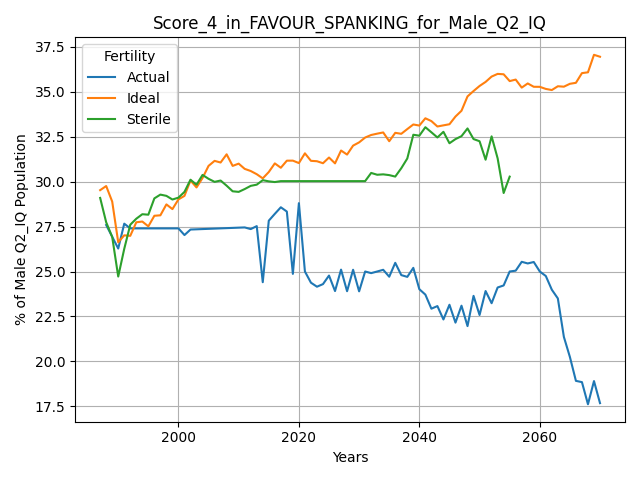 Score_4_in_FAVOUR_SPANKING_for_Male_Q2_IQ
Fertility
Actual
Ideal
Sterile
% of Male Q2_IQ Population
37.5
35.0
32.5
30.0
27.5
25.0
22.5
20.0
17.5
2000
2020
2040
2060
Years